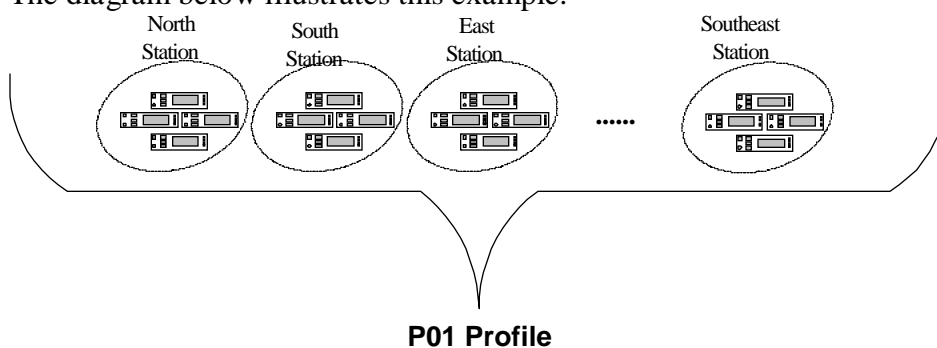 The diagram below illustrates this example.
North
Station
South
Station
East
Station
Southeast
Station
......
P01 Profile